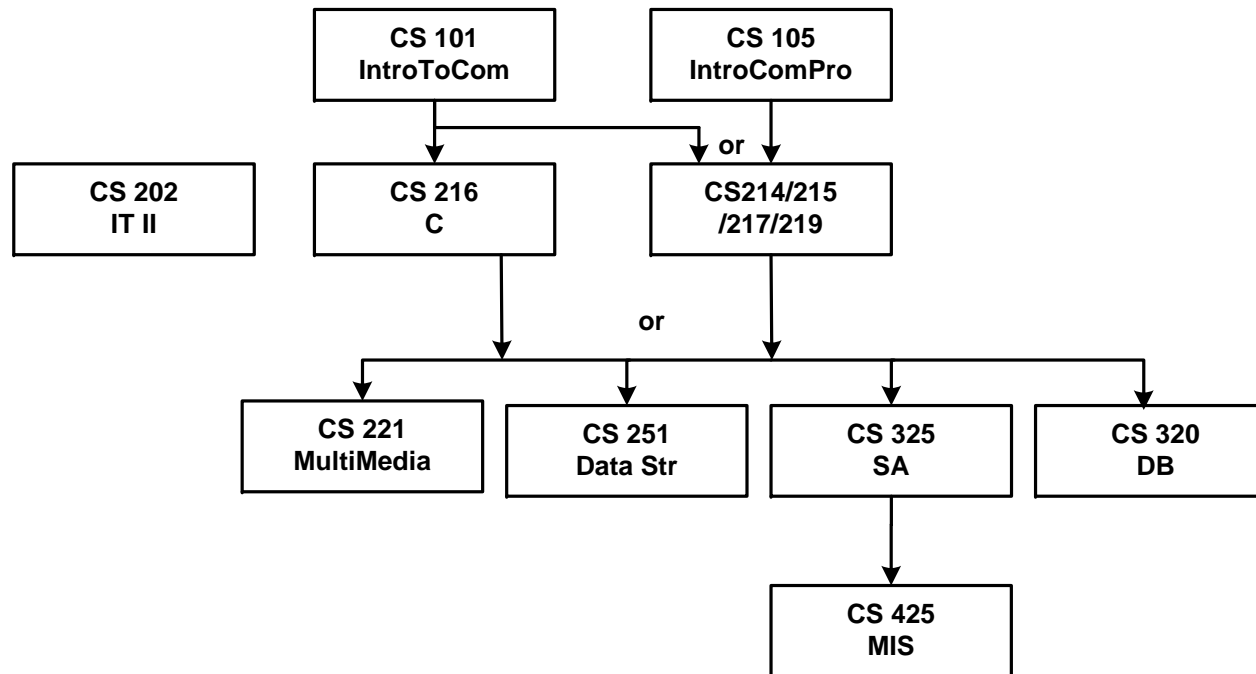 CS 101
IntroToCom
CS 105
IntroComPro
or
CS 202
IT II
CS 216
C
CS214/215
/217/219
or
CS 221
MultiMedia
CS 251
Data Str
CS 325
SA
CS 320
DB
CS 425
MIS